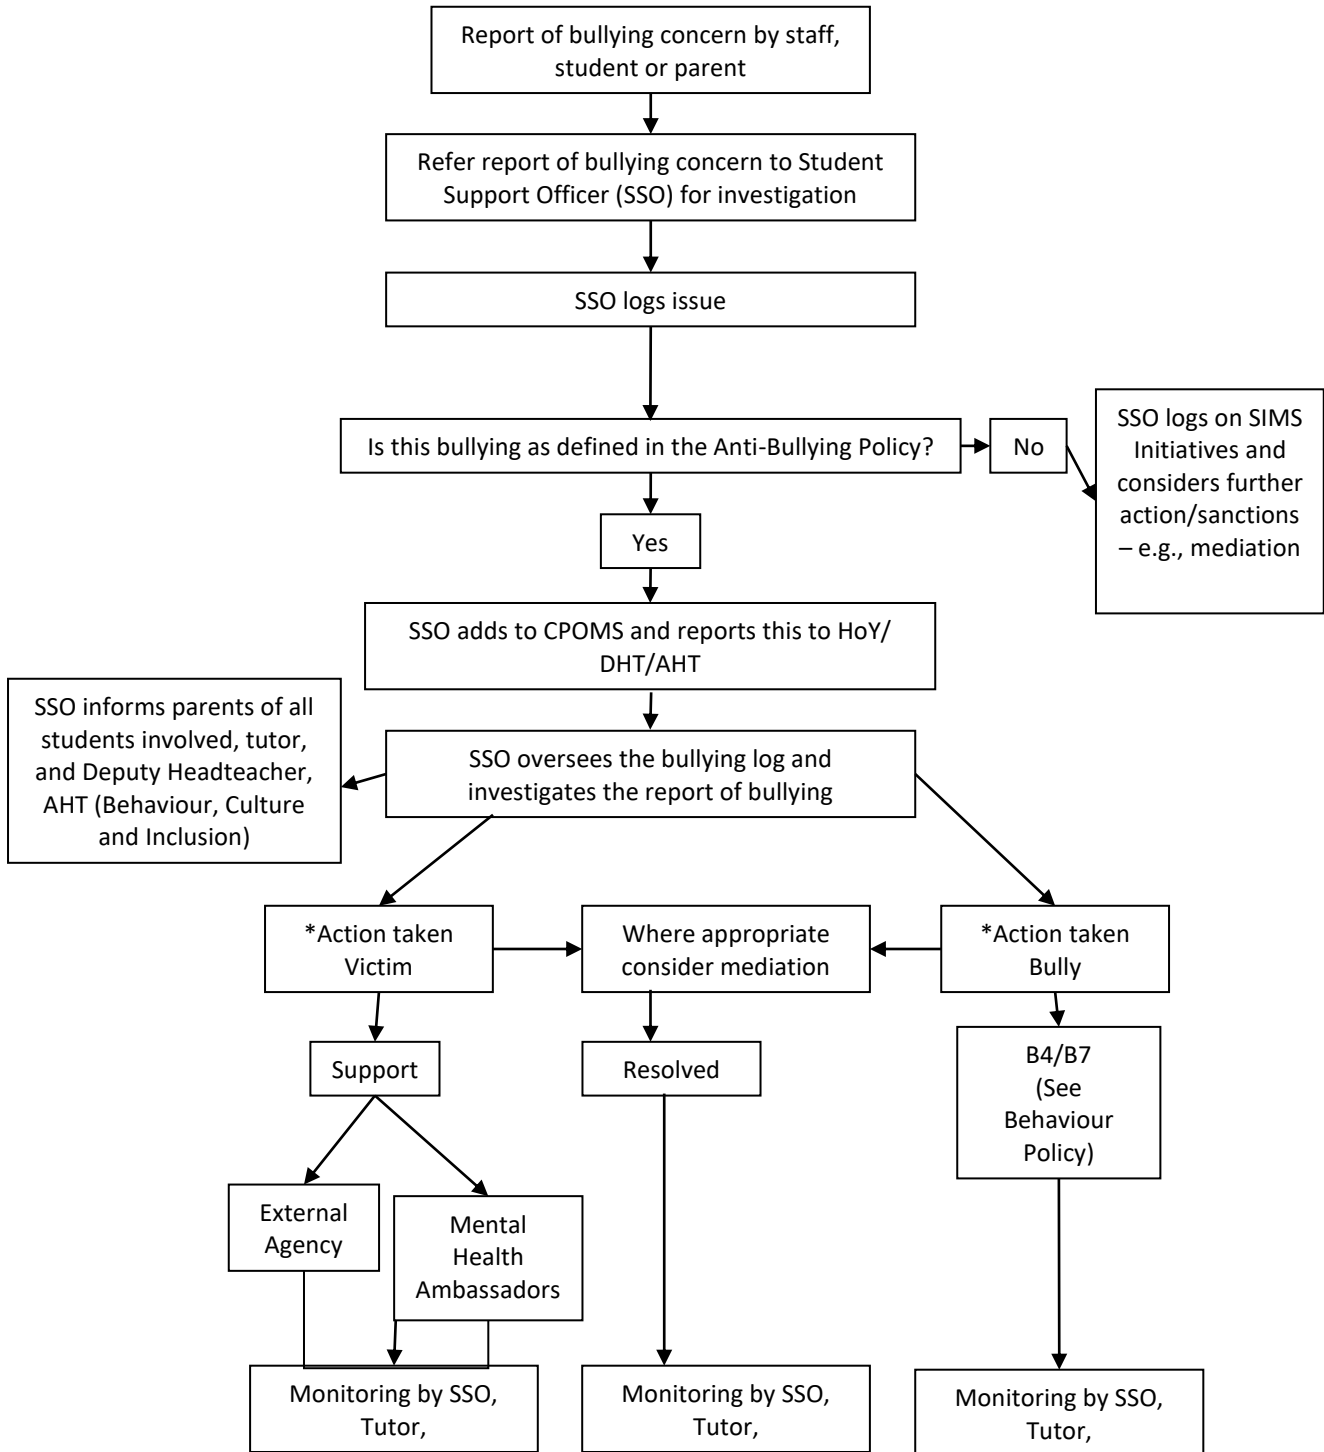 Report of bullying concern by staff,
student or parent
Refer report of bullying concern to Student
Support Officer (SSO) for investigation
SSO logs issue
Is this bullying as defined in the Anti-Bullying Policy?
No
SSO logs on SIMS
Initiatives and
considers further
action/sanctions
– e.g., mediation
Yes
SSO adds to CPOMS and reports this to HoY/
DHT/AHT
SSO informs parents of all
students involved, tutor,
and Deputy Headteacher,
AHT (Behaviour, Culture
and Inclusion)
SSO oversees the bullying log and
investigates the report of bullying
*Action taken
Victim
Where appropriate
consider mediation
*Action taken
Bully
Support
Resolved
B4/B7
(See
Behaviour
Policy)
External
Agency
Mental
Health
Ambassadors
Monitoring by SSO,
Tutor,
Monitoring by SSO,
Tutor,
Monitoring by SSO,
Tutor,